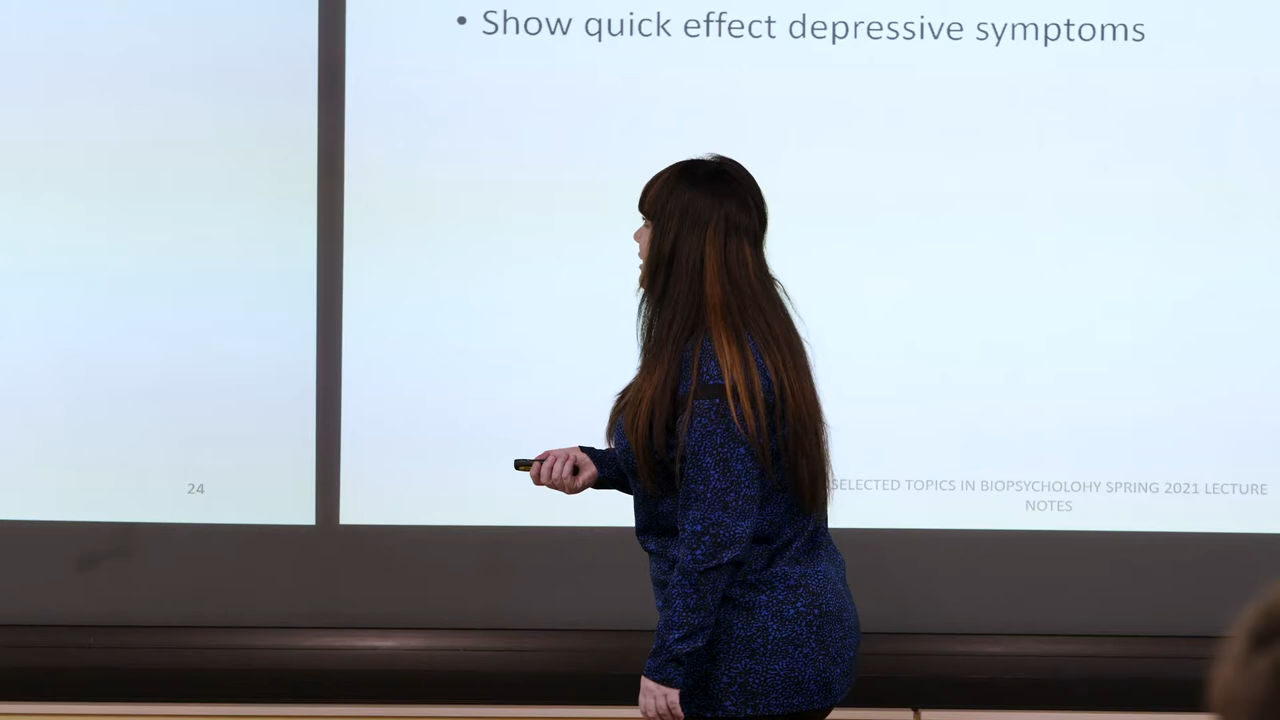 • Show quick effect depressive symptoms
24
SELECTED TOPICS IN BIOPSYCHOLOHY SPRING 2021 LECTURE
NOTES